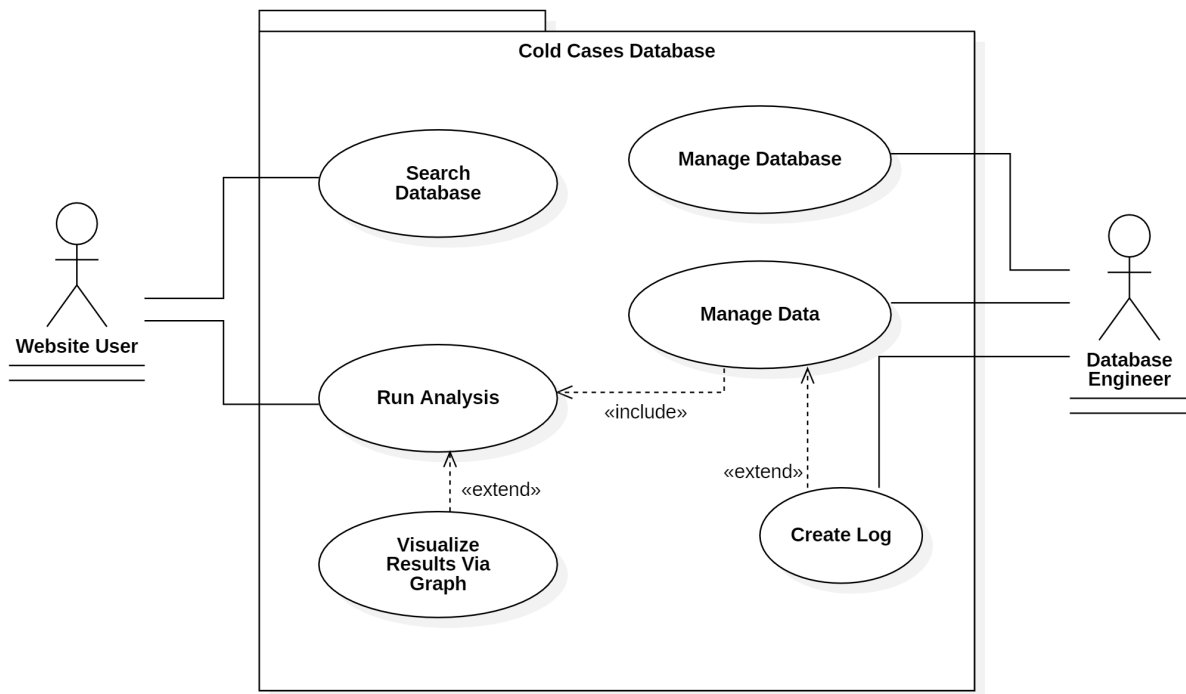 Cold Cases Database
Search
Database
Manage Database
Website User
Manage Data
Database
Engineer
Run Analysis
«include»
«extend»
«extend»
Visualize
Results Via
Graph
Create Log